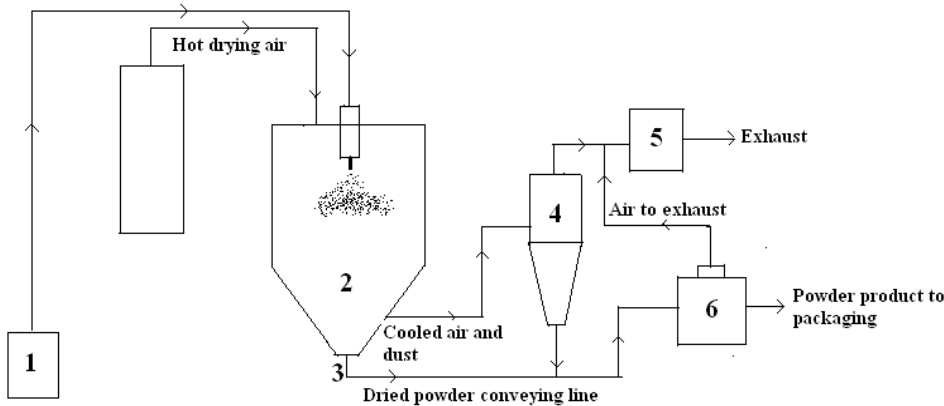 Hot drying air
5
Exhaust
4
Air to exhaust
2
6
Powder product to
packaging
1
Cooled air and
dust
3
Dried powder conveying line